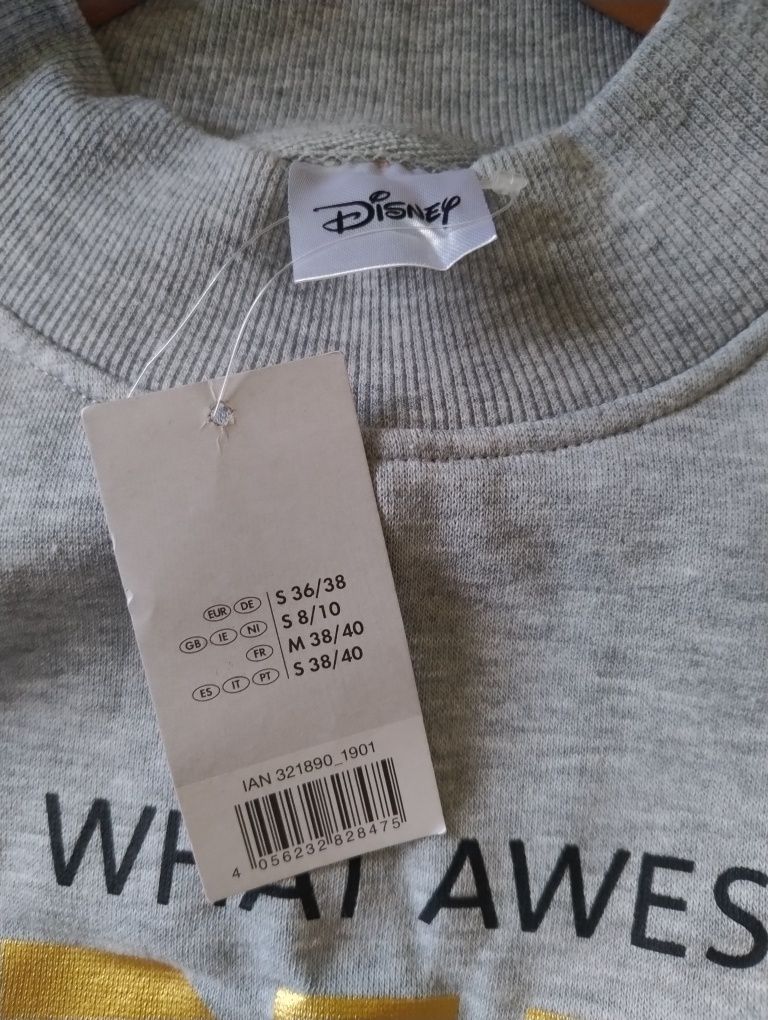 DISNEY
EUR DE S 36/38
GB IE NI S 8/10
FR M 38/40
ES IT PT S 38/40
IAN 321890_1901
4 056232 828475
WHAT AWES